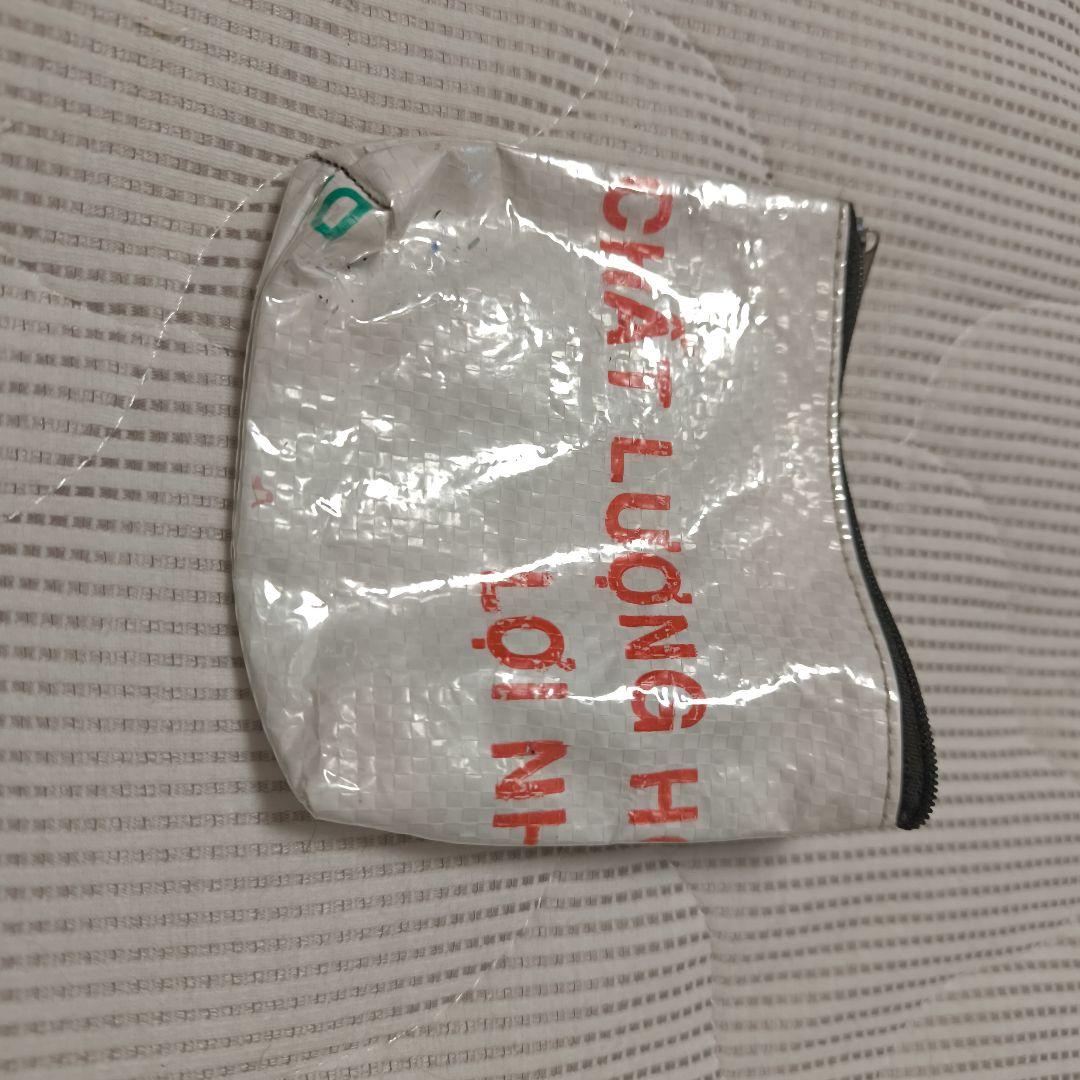 CHẤT LƯỢNG H
LỢI NH
D